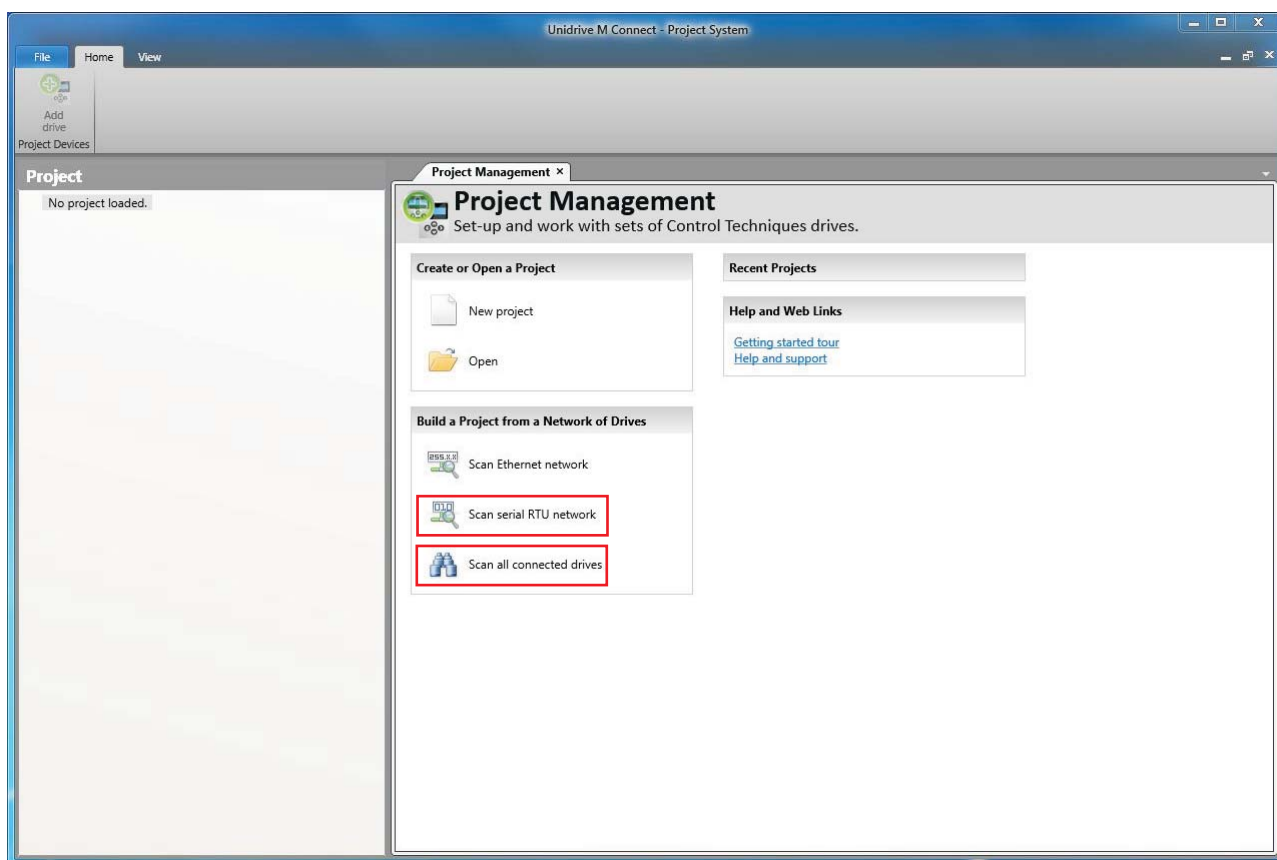 Unidrive M Connect - Project System
File Home View
Add
drive
Project Devices
Project
No project loaded.
Project Management ×
Project Management
Set-up and work with sets of Control Techniques drives.
Create or Open a Project
New project
Open
Build a Project from a Network of Drives
255.X.X
Scan Ethernet network
010
Scan serial RTU network
Scan all connected drives
Recent Projects
Help and Web Links
Getting started tour
Help and support